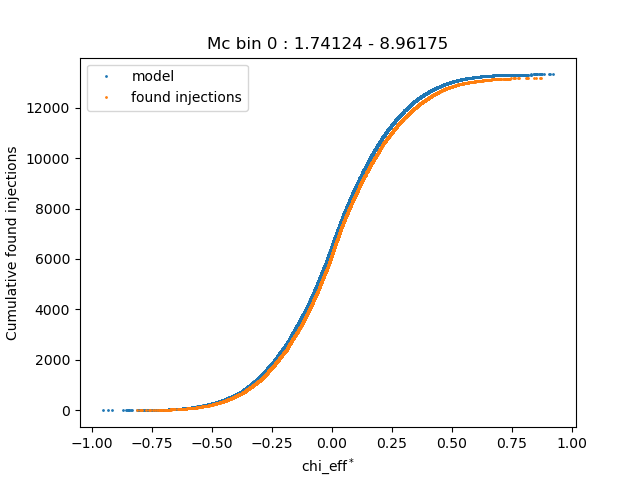 Mc bin 0 : 1.74124 - 8.96175
model
found injections
Cumulative found injections
12000
10000
8000
6000
4000
2000
0
−1.00 −0.75 −0.50 −0.25 0.00 0.25 0.50 0.75 1.00
chi_eff*